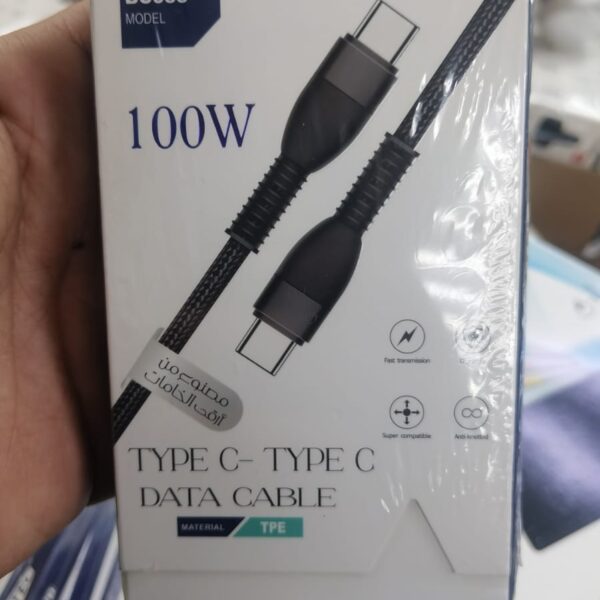 MODEL
100W
Fast transmission
Super compatible
Anti-knotted
مصنوع من
أرقى الخامات
TYPE C- TYPE C
DATA CABLE
MATERIAL TPE